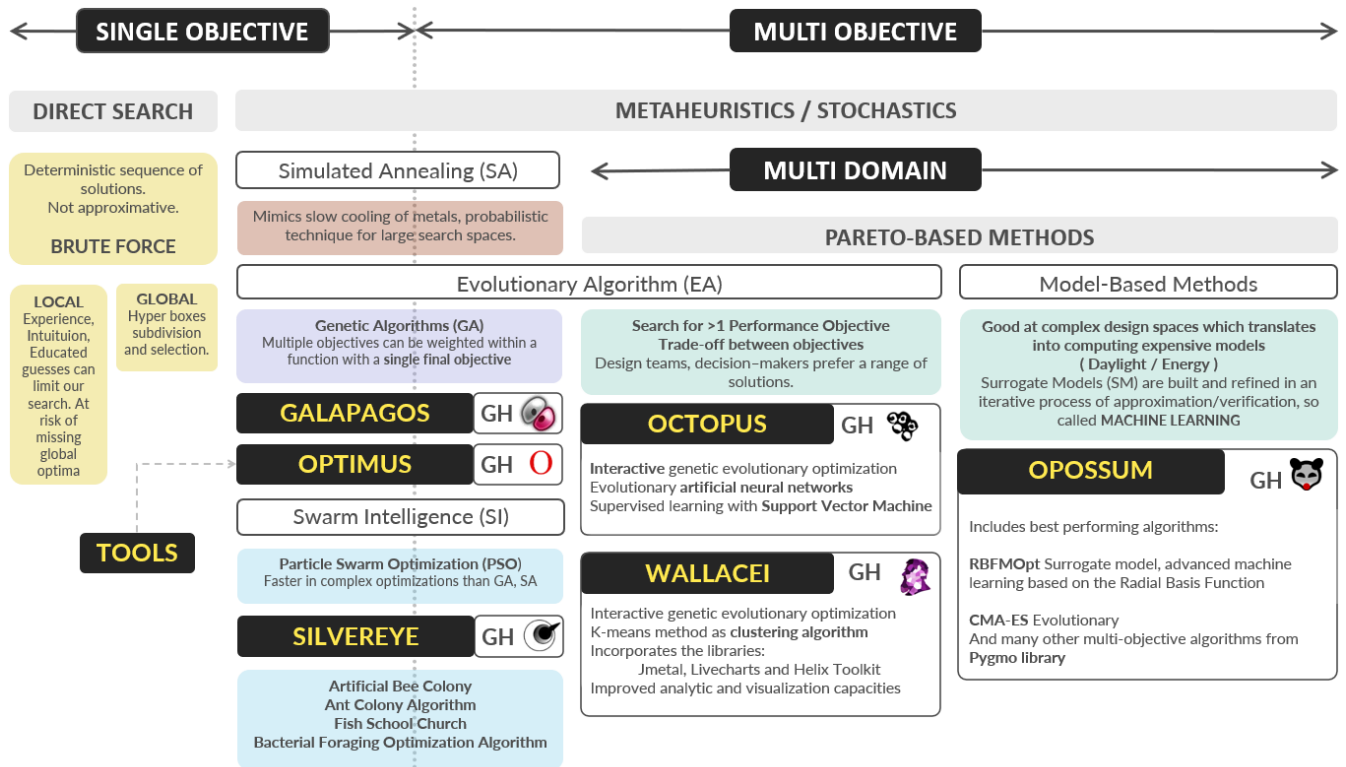 SINGLE OBJECTIVE
MULTI OBJECTIVE
DIRECT SEARCH
METAHEURISTICS / STOCHASTICS
Deterministic sequence of
solutions.
Not approximative.
BRUTE FORCE
LOCAL
Experience,
Intuituion,
Educated
guesses can
limit our
search. At
risk of
missing
global
optima
GLOBAL
Hyper boxes
subdivision
and selection.
TOOLS
Simulated Annealing (SA)
Mimics slow cooling of metals, probabilistic
technique for large search spaces.
MULTI DOMAIN
PARETO-BASED METHODS
Evolutionary Algorithm (EA)
Genetic Algorithms (GA)
Multiple objectives can be weighted within a
function with a single final objective
GALAPAGOS
GH
OPTIMUS
GH O
Swarm Intelligence (SI)
Particle Swarm Optimization (PSO)
Faster in complex optimizations than GA, SA
SILVEREYE
GH
Artificial Bee Colony
Ant Colony Algorithm
Fish School Church
Bacterial Foraging Optimization Algorithm
Search for >1 Performance Objective
Trade-off between objectives
Design teams, decision–makers prefer a range of
solutions.
OCTOPUS
GH
Interactive genetic evolutionary optimization
Evolutionary artificial neural networks
Supervised learning with Support Vector Machine
WALLACEI
GH
Interactive genetic evolutionary optimization
K-means method as clustering algorithm
Incorporates the libraries:
Jmetal, Livecharts and Helix Toolkit
Improved analytic and visualization capacities
Model-Based Methods
Good at complex design spaces which translates
into computing expensive models
( Daylight / Energy )
Surrogate Models (SM) are built and refined in an
iterative process of approximation/verification, so
called MACHINE LEARNING
OPOSSUM
GH
Includes best performing algorithms:
RBFMOpt Surrogate model, advanced machine
learning based on the Radial Basis Function
CMA-ES Evolutionary
And many other multi-objective algorithms from
Pygmo library